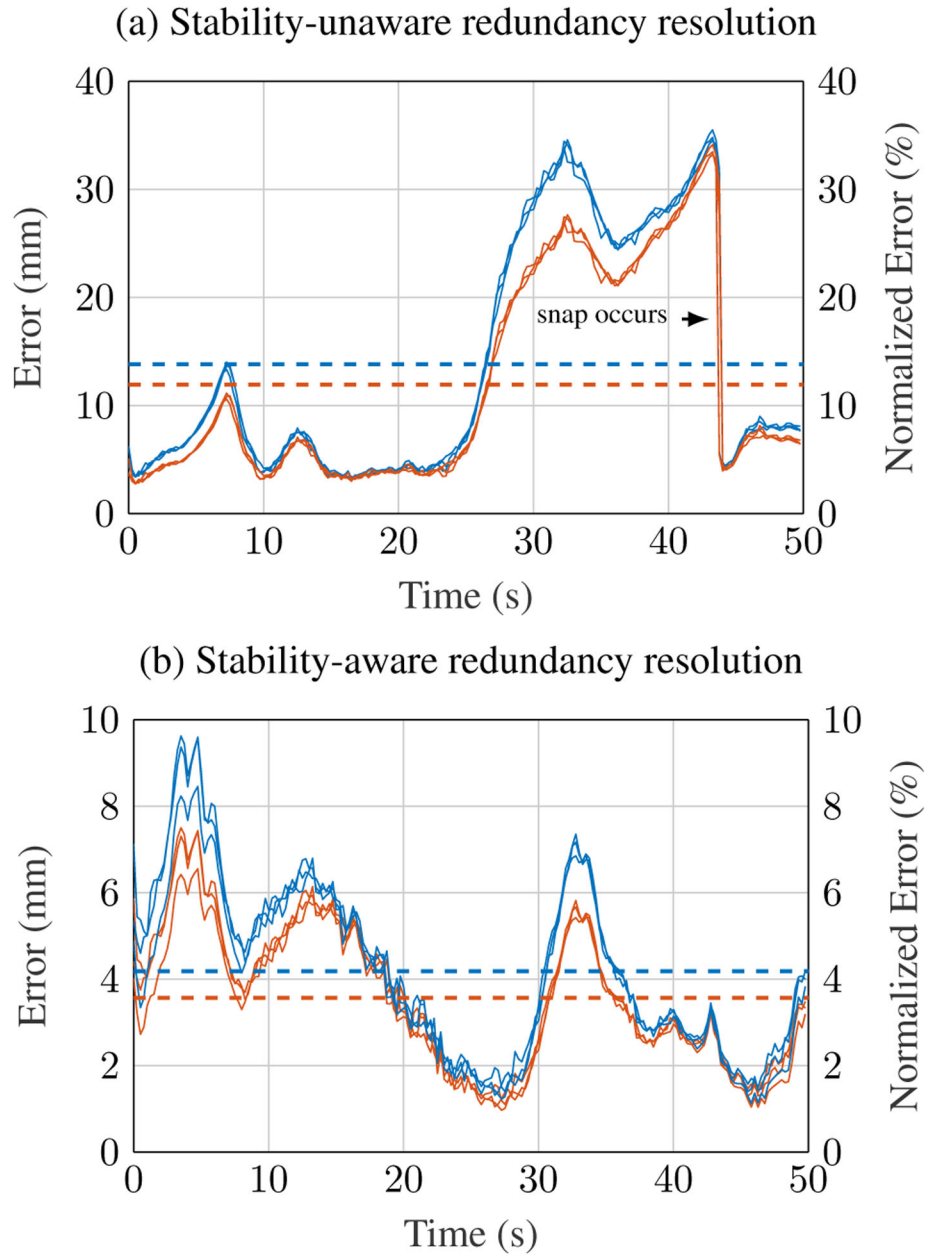 (a) Stability-unaware redundancy resolution
40
30
20
10
0
Error (mm)
40
30
20
10
0
Normalized Error (%)
snap occurs
0 10 20 30 40 50
Time (s)
(b) Stability-aware redundancy resolution
10
8
6
4
2
0
Error (mm)
10
8
6
4
2
0
Normalized Error (%)
0 10 20 30 40 50
Time (s)